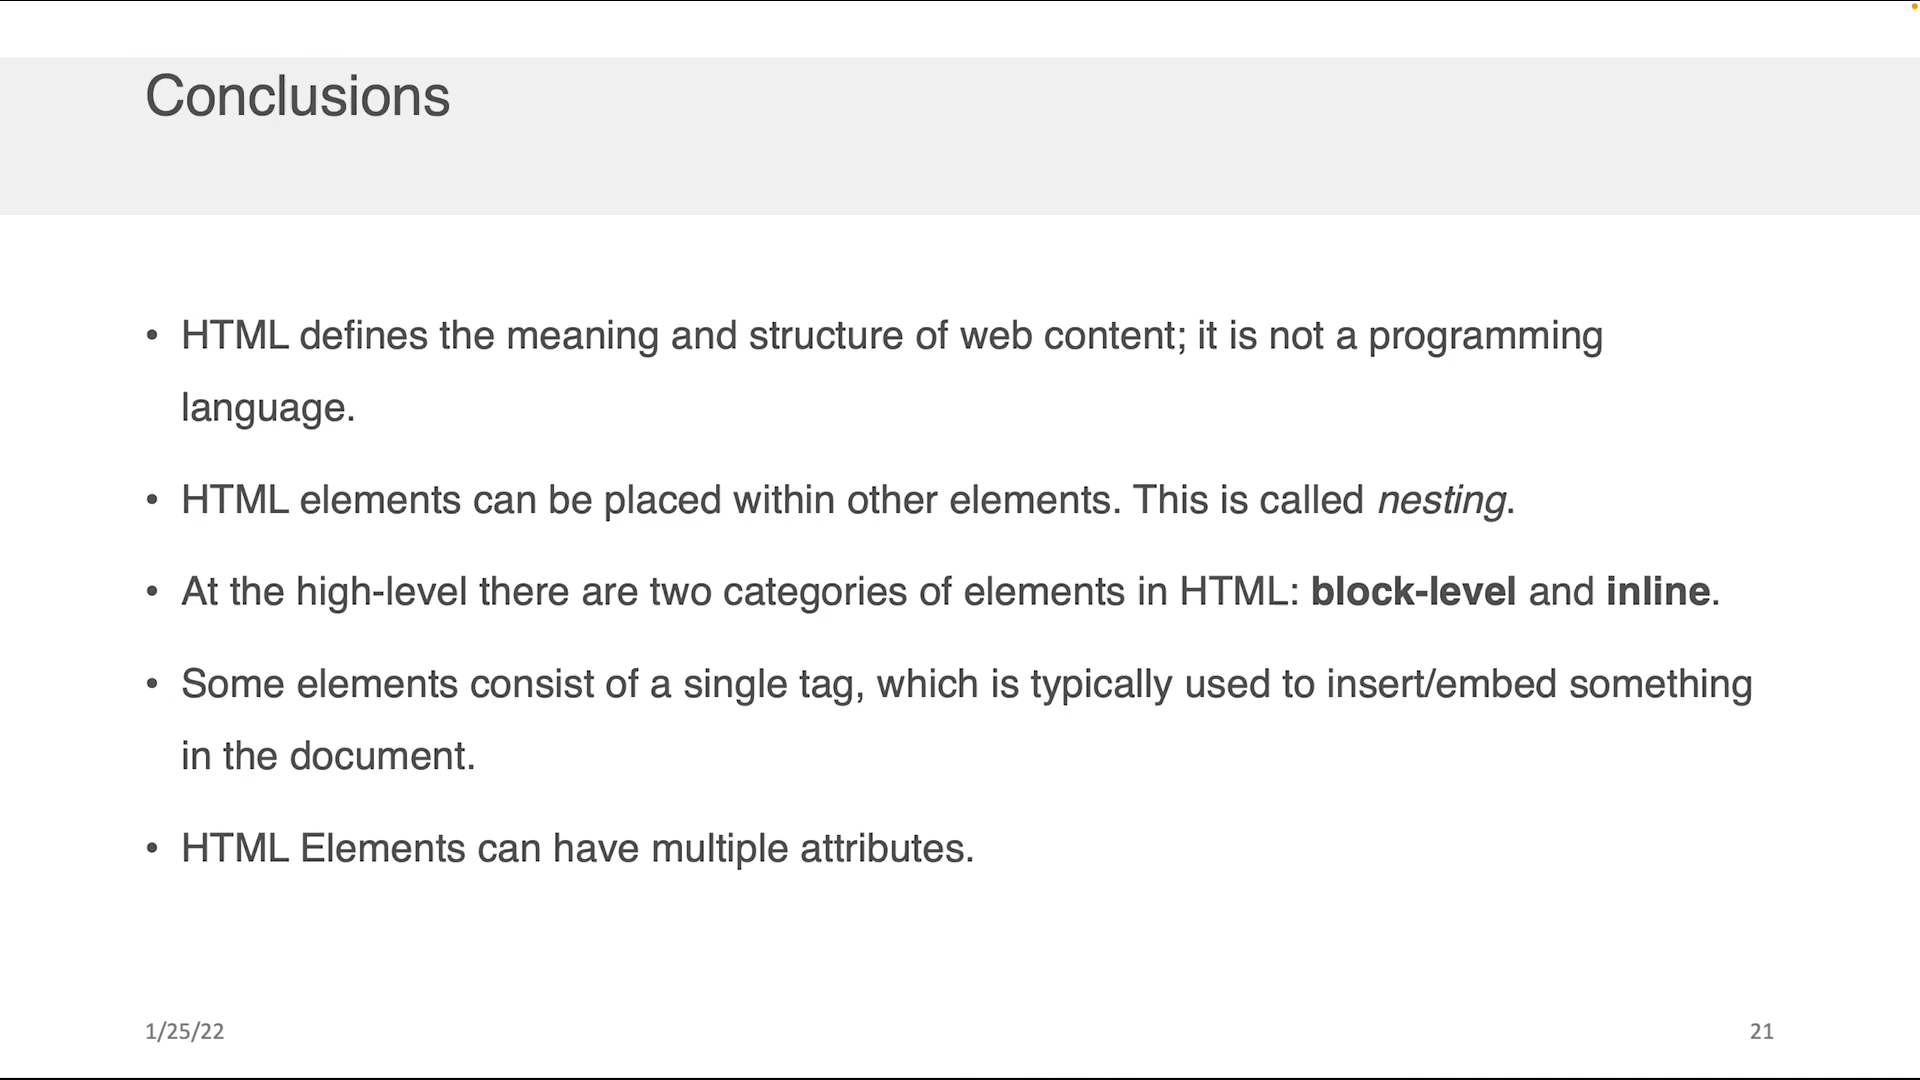 Conclusions
• HTML defines the meaning and structure of web content; it is not a programming
language.
• HTML elements can be placed within other elements. This is called nesting.
• At the high-level there are two categories of elements in HTML: block-level and inline.
• Some elements consist of a single tag, which is typically used to insert/embed something
in the document.
• HTML Elements can have multiple attributes.
1/25/22
21